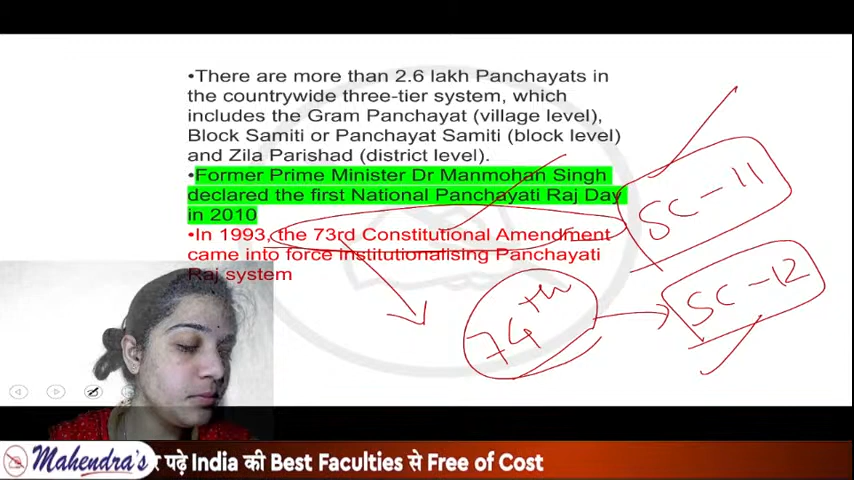 •There are more than 2.6 lakh Panchayats in
the countrywide three-tier system, which
includes the Gram Panchayat (village level),
Block Samiti or Panchayat Samiti (block level)
and Zila Parishad (district level).
•Former Prime Minister Dr Manmohan Singh
declared the first National Panchayati Raj Day
in 2010
•In 1993, the 73rd Constitutional Amendment
came into force institutionalising Panchayati
Raj system
SC-11
SC-12
74th
Mahendra's
र पढ़े India की Best Faculties से Free of Cost